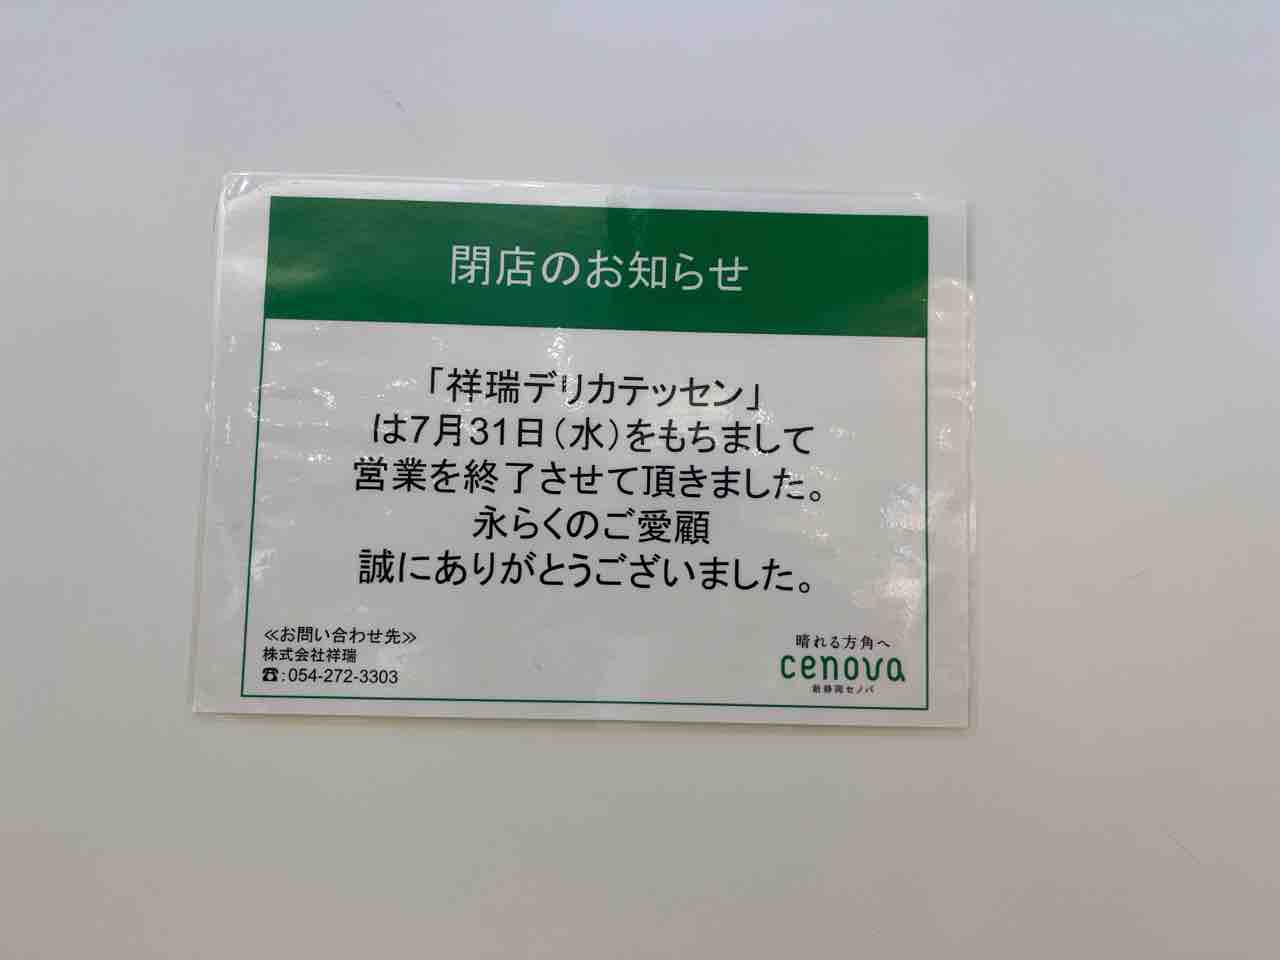 閉店のお知らせ
「祥瑞デリカテッセン」
は7月31日(水)をもちまして
営業を終了させて頂きました。
永らくのご愛顧
誠にありがとうございました。
≪お問い合わせ先≫
株式会社祥瑞
☎:054-272-3303
晴れる方角へ
cenova
新静岡セノバ